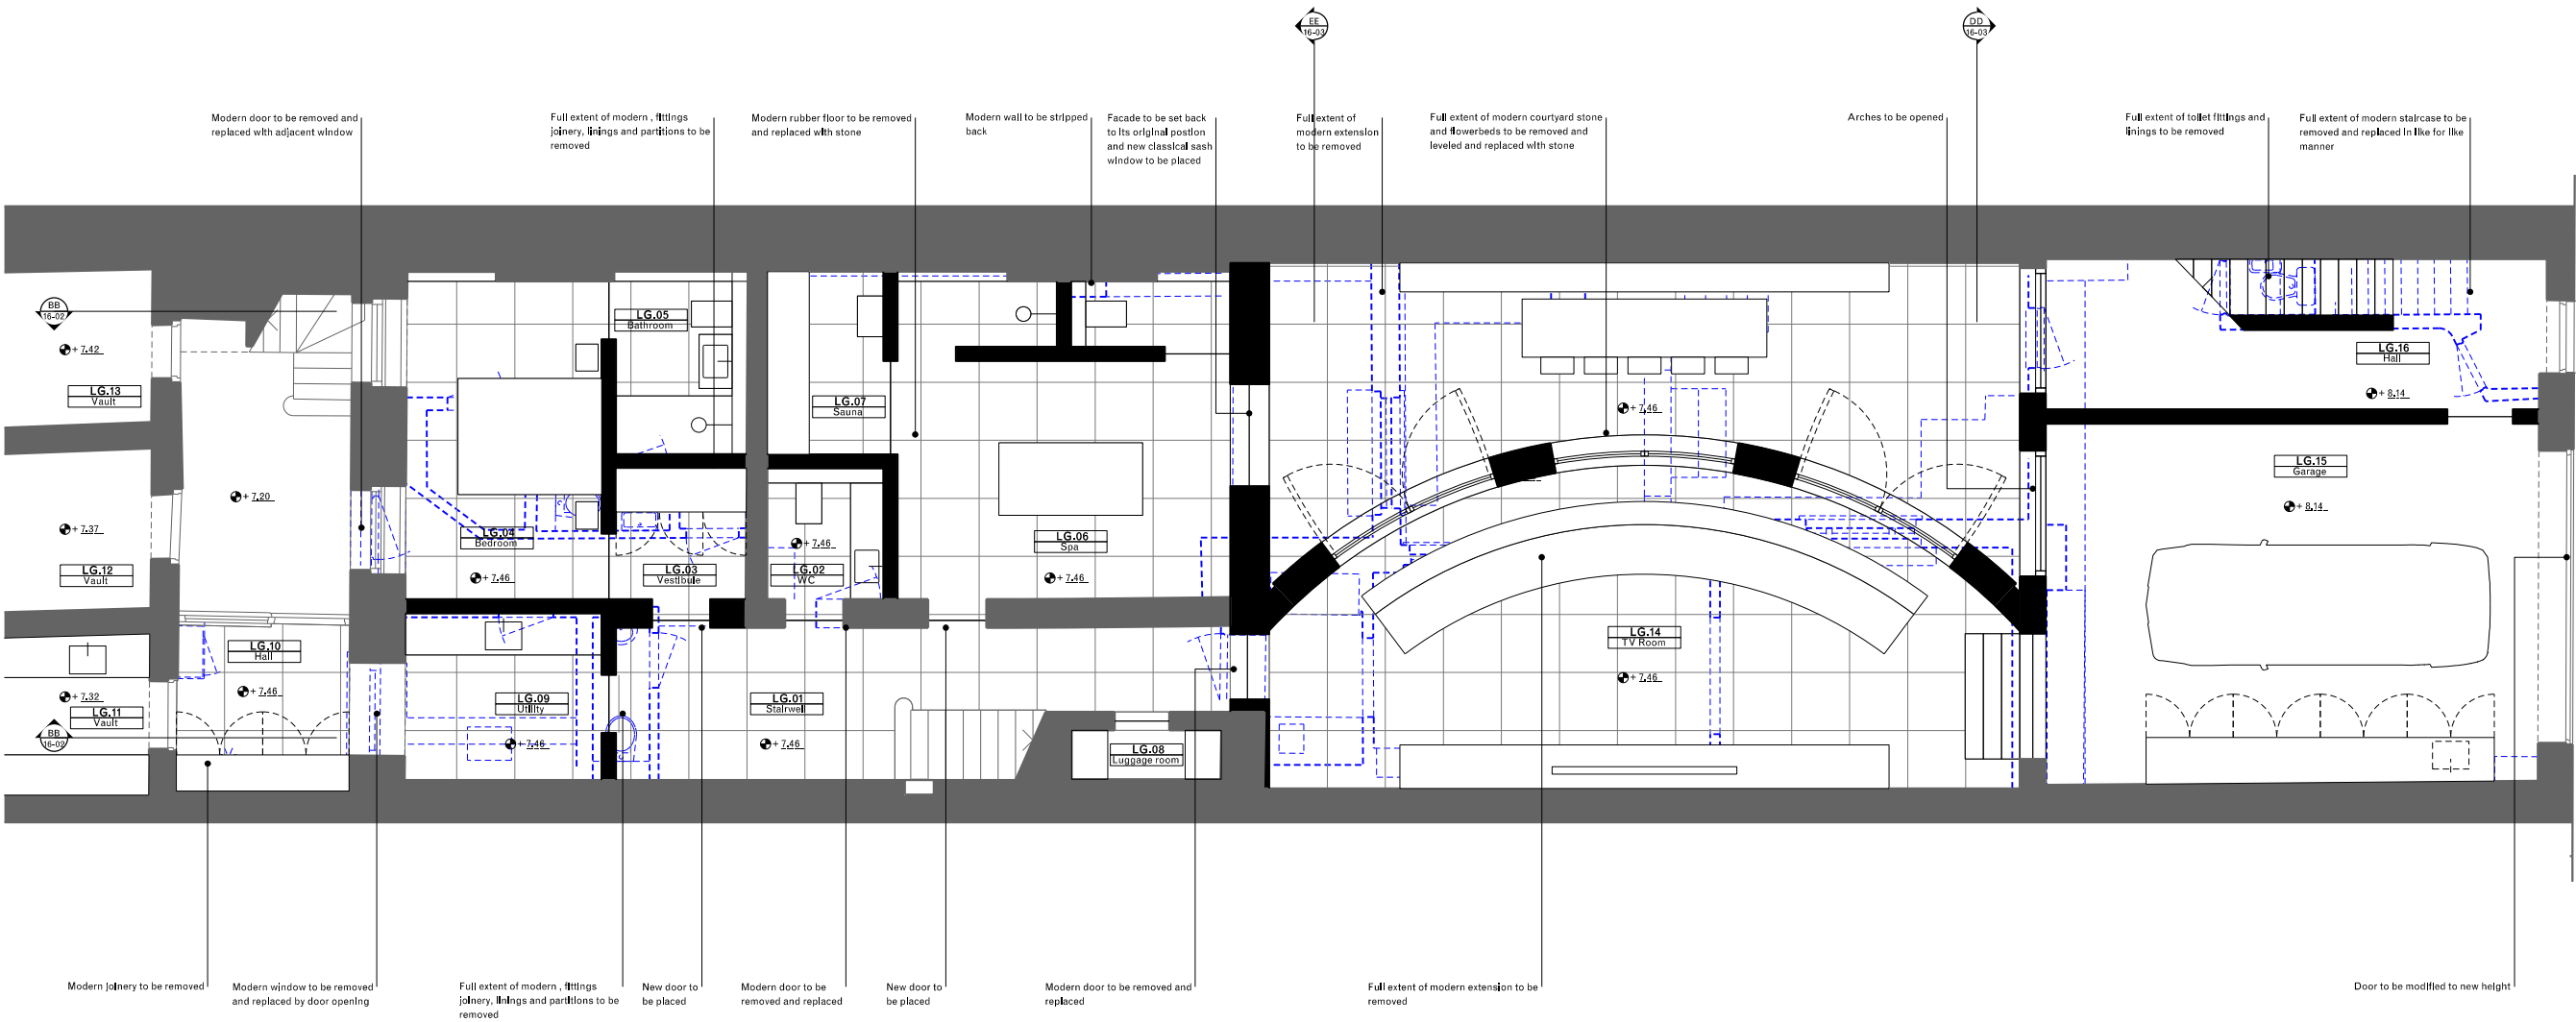 EE
16-03
DD
16-03
Modern door to be removed and
replaced with adjacent window
Full extent of modern , fittings
joinery, linings and partitions to be
removed
Modern rubber floor to be removed
and replaced with stone
Modern wall to be stripped
back
Facade to be set back
to its original postion
and new classical sash
window to be placed
Full extent of
modern extension
to be removed
Full extent of modern courtyard stone
and flowerbeds to be removed and
leveled and replaced with stone
Arches to be opened
Full extent of toilet fittings and
linings to be removed
Full extent of modern staircase to be
removed and replaced in like for like
manner
BB
16-02
+ 7.42
LG.13
Vault
+ 7.37
LG.12
Vault
+ 7.32
LG.11
Vault
BB
16-02
+ 7.20
LG.10
Hall
+ 7.46
LG.05
Bathroom
LG.04
Bedroom
+ 7.46
LG.03
Vestibule
LG.09
Utility
+ 7.46
LG.07
Sauna
+ 7.46
LG.02
WC
LG.01
Stairwell
+ 7.46
LG.06
Spa
+ 7.46
LG.08
Luggage room
+ 7.46
LG.14
TV Room
+ 7.46
LG.16
Hall
+ 8.14
LG.15
Garage
+ 8.14
Modern joinery to be removed
Modern window to be removed
and replaced by door opening
Full extent of modern , fittings
joinery, linings and partitions to be
removed
New door to
be placed
Modern door to be
removed and replaced
New door to
be placed
Modern door to be removed and
replaced
Full extent of modern extension to be
removed
Door to be modified to new height